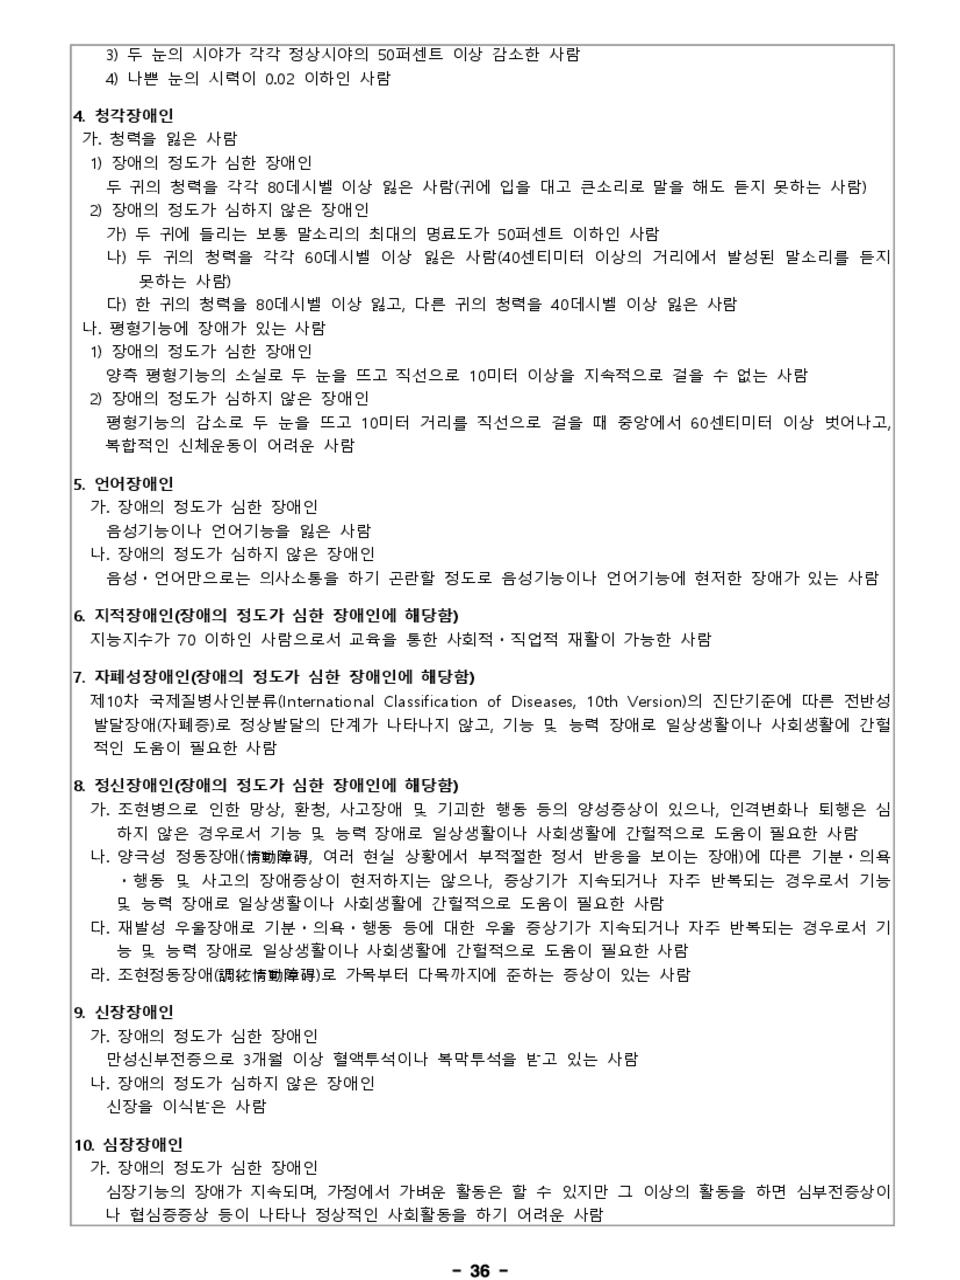 3) 두 눈의 시야가 각각 정상시야의 50퍼센트 이상 감소한 사람
4) 나쁜 눈의 시력이 0.02 이하인 사람
4. 청각장애인
가. 청력을 잃은 사람
1) 장애의 정도가 심한 장애인
두 귀의 청력을 각각 80데시벨 이상 잃은 사람(귀에 입을 대고 큰소리로 말을 해도 듣지 못하는 사람)
2) 장애의 정도가 심하지 않은 장애인
가) 두 귀에 들리는 보통 말소리의 최대의 명료도가 50퍼센트 이하인 사람
나) 두 귀의 청력을 각각 60데시벨 이상 잃은 사람(40센티미터 이상의 거리에서 발성된 말소리를 듣지
못하는 사람)
다) 한 귀의 청력을 80데시벨 이상 잃고, 다른 귀의 청력을 40데시벨 이상 잃은 사람
나. 평형기능에 장애가 있는 사람
1) 장애의 정도가 심한 장애인
양측 평형기능의 소실로 두 눈을 뜨고 직선으로 10미터 이상을 지속적으로 걸을 수 없는 사람
2) 장애의 정도가 심하지 않은 장애인
평형기능의 감소로 두 눈을 뜨고 10미터 거리를 직선으로 걸을 때 중앙에서 60센티미터 이상 벗어나고,
복합적인 신체운동이 어려운 사람
5. 언어장애인
가. 장애의 정도가 심한 장애인
음성기능이나 언어기능을 잃은 사람
나. 장애의 정도가 심하지 않은 장애인
음성·언어만으로는 의사소통을 하기 곤란할 정도로 음성기능이나 언어기능에 현저한 장애가 있는 사람
6. 지적장애인(장애의 정도가 심한 장애인에 해당함)
지능지수가 70 이하인 사람으로서 교육을 통한 사회적·직업적 재활이 가능한 사람
7. 자폐성장애인(장애의 정도가 심한 장애인에 해당함)
제10차 국제질병사인분류(International Classification of Diseases, 10th Version)의 진단기준에 따른 전반성
발달장애(자폐증)로 정상발달의 단계가 나타나지 않고, 기능 및 능력 장애로 일상생활이나 사회생활에 간헐
적인 도움이 필요한 사람
8. 정신장애인(장애의 정도가 심한 장애인에 해당함)
가. 조현병으로 인한 망상, 환청, 사고장애 및 기괴한 행동 등의 양성증상이 있으나, 인격변화나 퇴행은 심
하지 않은 경우로서 기능 및 능력 장애로 일상생활이나 사회생활에 간헐적으로 도움이 필요한 사람
나. 양극성 정동장애(情動障碍, 여러 현실 상황에서 부적절한 정서 반응을 보이는 장애)에 따른 기분·의욕
·행동 및 사고의 장애증상이 현저하지는 않으나, 증상기가 지속되거나 자주 반복되는 경우로서 기능
및 능력 장애로 일상생활이나 사회생활에 간헐적으로 도움이 필요한 사람
다. 재발성 우울장애로 기분·의욕·행동 등에 대한 우울 증상기가 지속되거나 자주 반복되는 경우로서 기
능 및 능력 장애로 일상생활이나 사회생활에 간헐적으로 도움이 필요한 사람
라. 조현정동장애(調絃情動障碍)로 가목부터 다목까지에 준하는 증상이 있는 사람
9. 신장장애인
가. 장애의 정도가 심한 장애인
만성신부전증으로 3개월 이상 혈액투석이나 복막투석을 받고 있는 사람
나. 장애의 정도가 심하지 않은 장애인
신장을 이식받은 사람
10. 심장장애인
가. 장애의 정도가 심한 장애인
심장기능의 장애가 지속되며, 가정에서 가벼운 활동은 할 수 있지만 그 이상의 활동을 하면 심부전증상이
나 협심증증상 등이 나타나 정상적인 사회활동을 하기 어려운 사람
- 36 -